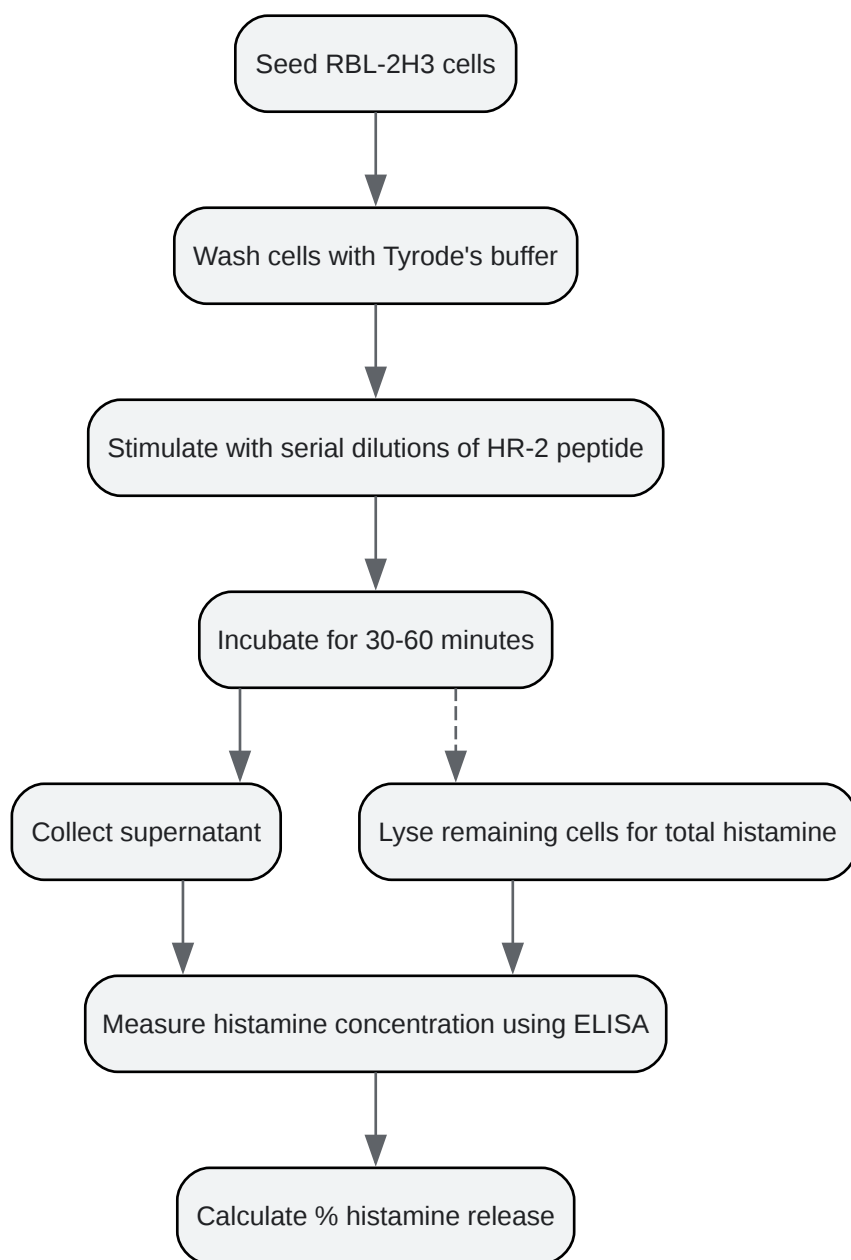 Seed RBL-2H3 cells
Wash cells with Tyrode's buffer
Stimulate with serial dilutions of HR-2 peptide
Incubate for 30-60 minutes
Collect supernatant
Lyse remaining cells for total histamine
Measure histamine concentration using ELISA
Calculate % histamine release